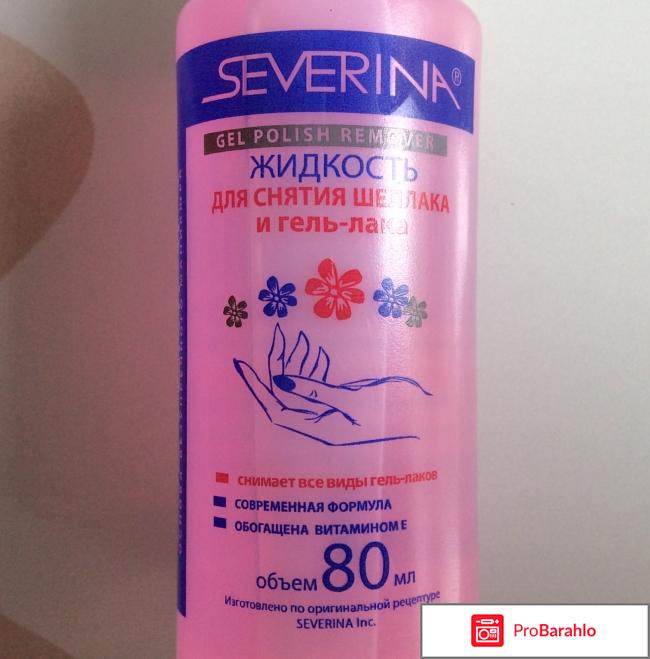 SEVERINA®
GEL POLISH REMOVER
ЖИДКОСТЬ
ДЛЯ СНЯТИЯ ШЕЛЛАКА
и гель-лака
снимает все виды гель-лаков
СОВРЕМЕННАЯ ФОРМУЛА
ОБОГАЩЕНА ВИТАМИНОМ Е
объем 80 мл
Изготовлено по оригинальной рецептуре
SEVERINA Inc.
ProBarahlo